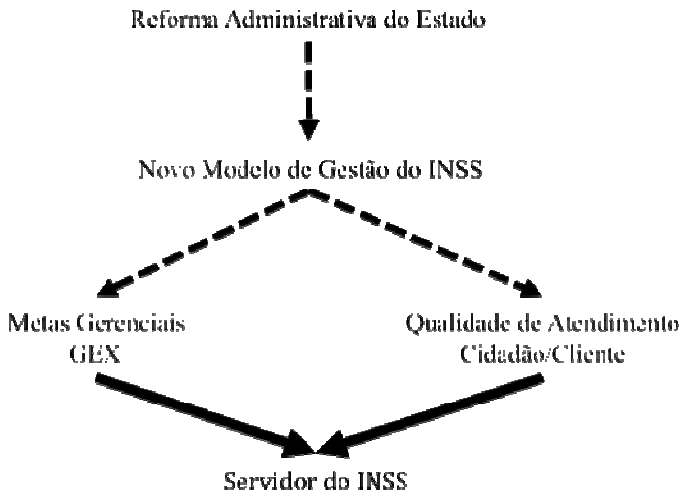 Reforma Administrativa do Estado
Novo Modelo de Gestão do INSS
Metas Gerenciais
GEX
Qualidade de Atendimento
Cidadão/Cliente
Servidor do INSS